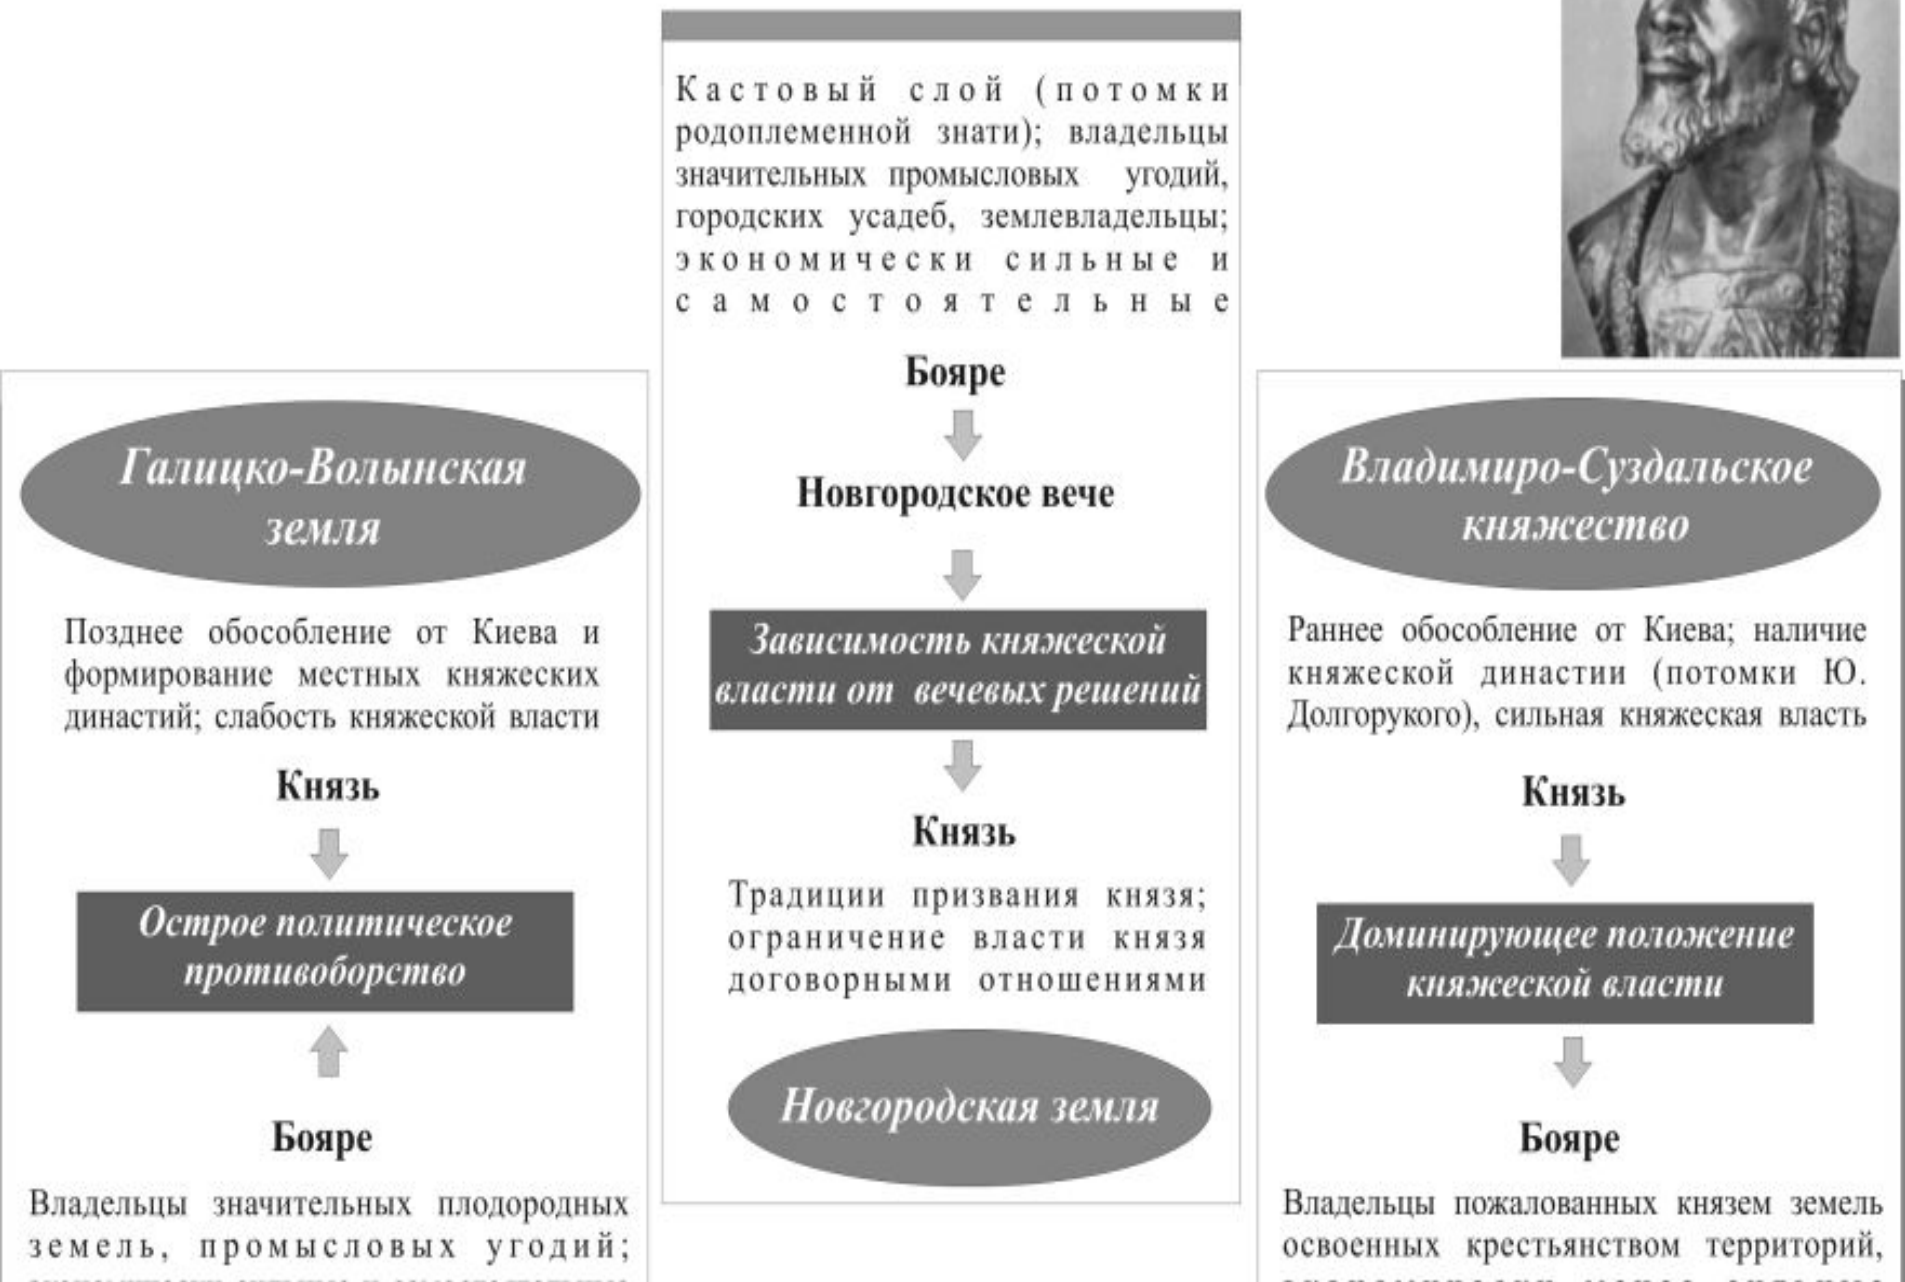 Кастовый слой (потомки
родоплеменной знати); владельцы
значительных промысловых угодий,
городских усадеб, землевладельцы;
экономически сильные и
самостоятельные
Бояре
Новгородское вече
Зависимость княжеской
власти от вечевых решений
Князь
Традиции призвания князя;
ограничение власти князя
договорными отношениями
Новгородская земля
Галицко-Волынская
земля
Позднее обособление от Киева и
формирование местных княжеских
династий; слабость княжеской власти
Князь
Острое политическое
противоборство
Бояре
Владельцы значительных плодородных
земель, промысловых угодий;
Владимиро-Суздальское
княжество
Раннее обособление от Киева; наличие
княжеской династии (потомки Ю.
Долгорукого), сильная княжеская власть
Князь
Доминирующее положение
княжеской власти
Бояре
Владельцы пожалованных князем земель
освоенных крестьянством территорий,